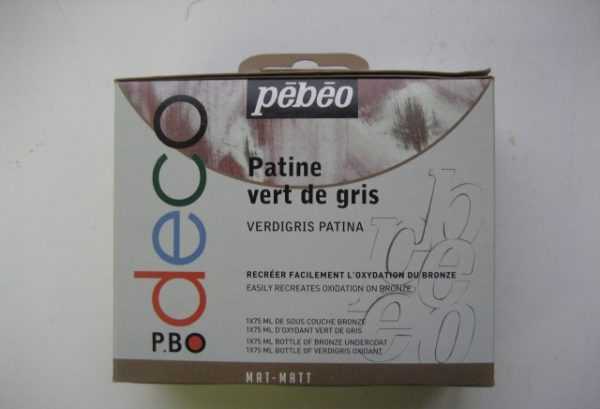 pēbēo
deco
P.BO
Patine
vert de gris
VERDIGRIS PATINA
RECRÉER FACILEMENT L'OXYDATION DU BRONZE
EASILY RECREATES OXIDATION ON BRONZE
1X75 ML DE SOUS COUCHE BRONZE
1X75 ML D'OXYDANT VERT DE GRIS
1X75 ML BOTTLE OF BRONZE UNDERCOAT
1X75 ML BOTTLE OF VERDIGRIS OXIDANT
MAT-MATT